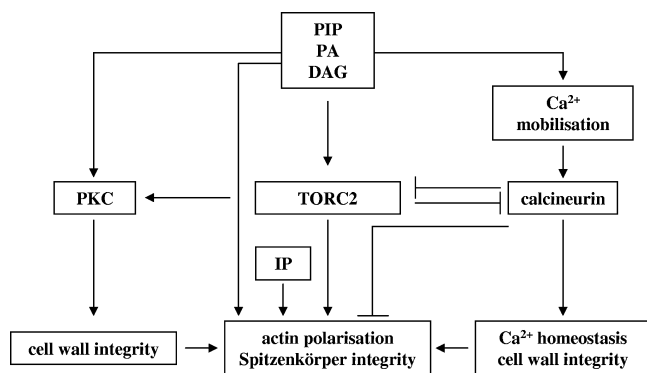 PIP
PA
DAG
Ca²⁺
mobilisation
PKC
TORC2
calcineurin
IP
cell wall integrity
actin polarisation
Spitzenkörper integrity
Ca²⁺ homeostasis
cell wall integrity